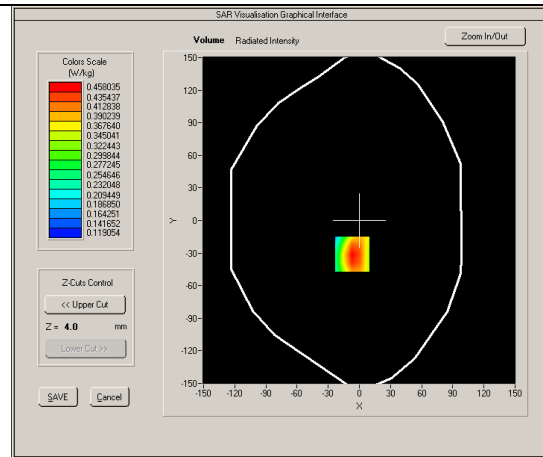 SAR Visualisation Graphical Interface
Volume Radiated Intensity
Zoom In/Out
Colors Scale
(W/kg)
0.458035
0.435437
0.412838
0.390239
0.367640
0.345041
0.322443
0.299844
0.277245
0.254646
0.232048
0.209449
0.186850
0.164251
0.141652
0.119054
Z-Cuts Control
<< Upper Cut
Z = 4.0 mm
Lower Cut >>
SAVE Cancel
150
120
90
60
30
0
-30
-60
-90
-120
-150
Y
-150 -120 -90 -60 -30 0 30 60 90 120 150
X